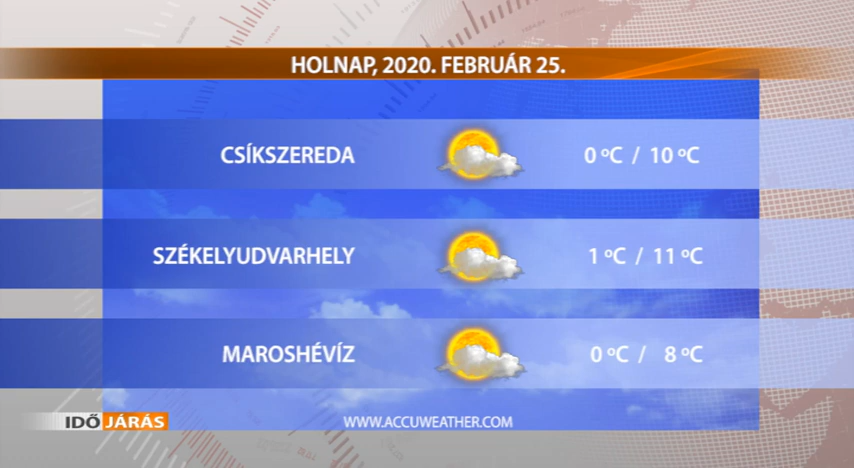 HOLNAP, 2020. FEBRUÁR 25.
CSÍKSZEREDA 0 ºC / 10 ºC
SZÉKELYUDVARHELY 1 ºC / 11 ºC
MAROSHÉVÍZ 0 ºC / 8 ºC
IDŐJÁRÁS WWW.ACCUWEATHER.COM